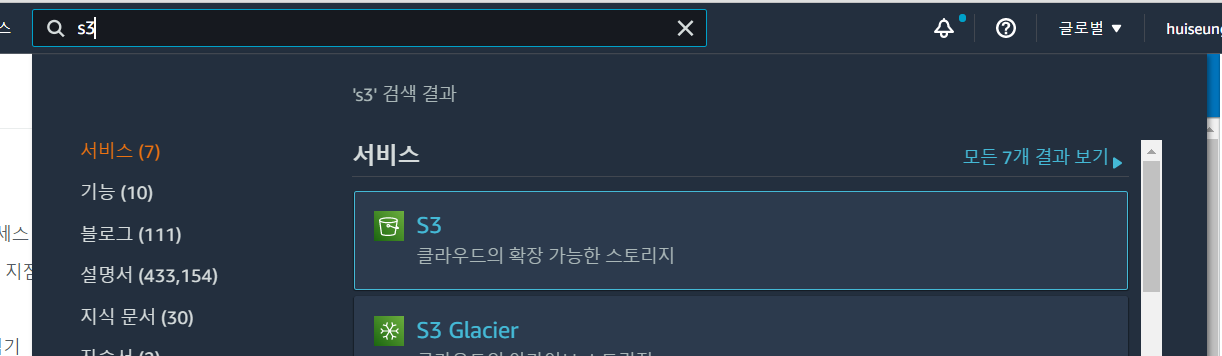 스
s3
글로벌
huiseung
's3' 검색 결과
서비스 (7)
서비스
모든 7개 결과 보기
기능 (10)
S3
블로그 (111)
세스
클라우드의 확장 가능한 스토리지
지점
설명서 (433,154)
지식 문서 (30)
S3 Glacier